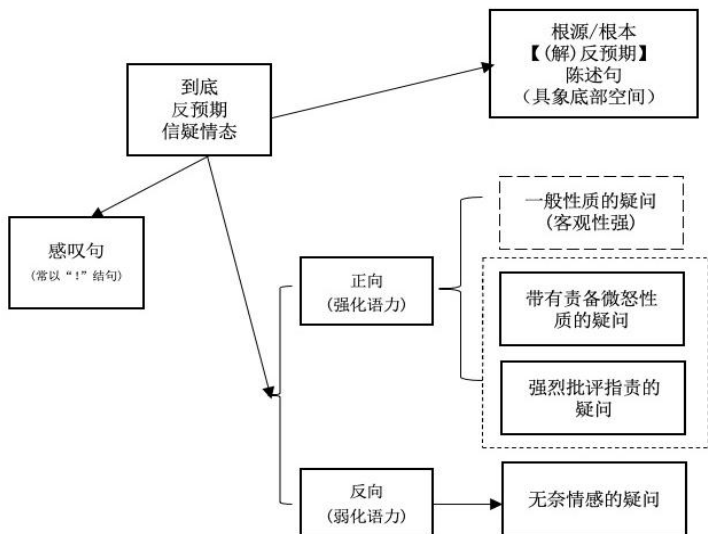 根源/根本
【(解)反预期】
陈述句
（具象底部空间）
到底
反预期
信疑情态
感叹句
(常以“!”结句)
一般性质的疑问
(客观性强)
正向
(强化语力)
带有责备微怒性
质的疑问
强烈批评指责的
疑问
反向
(弱化语力)
无奈情感的疑问